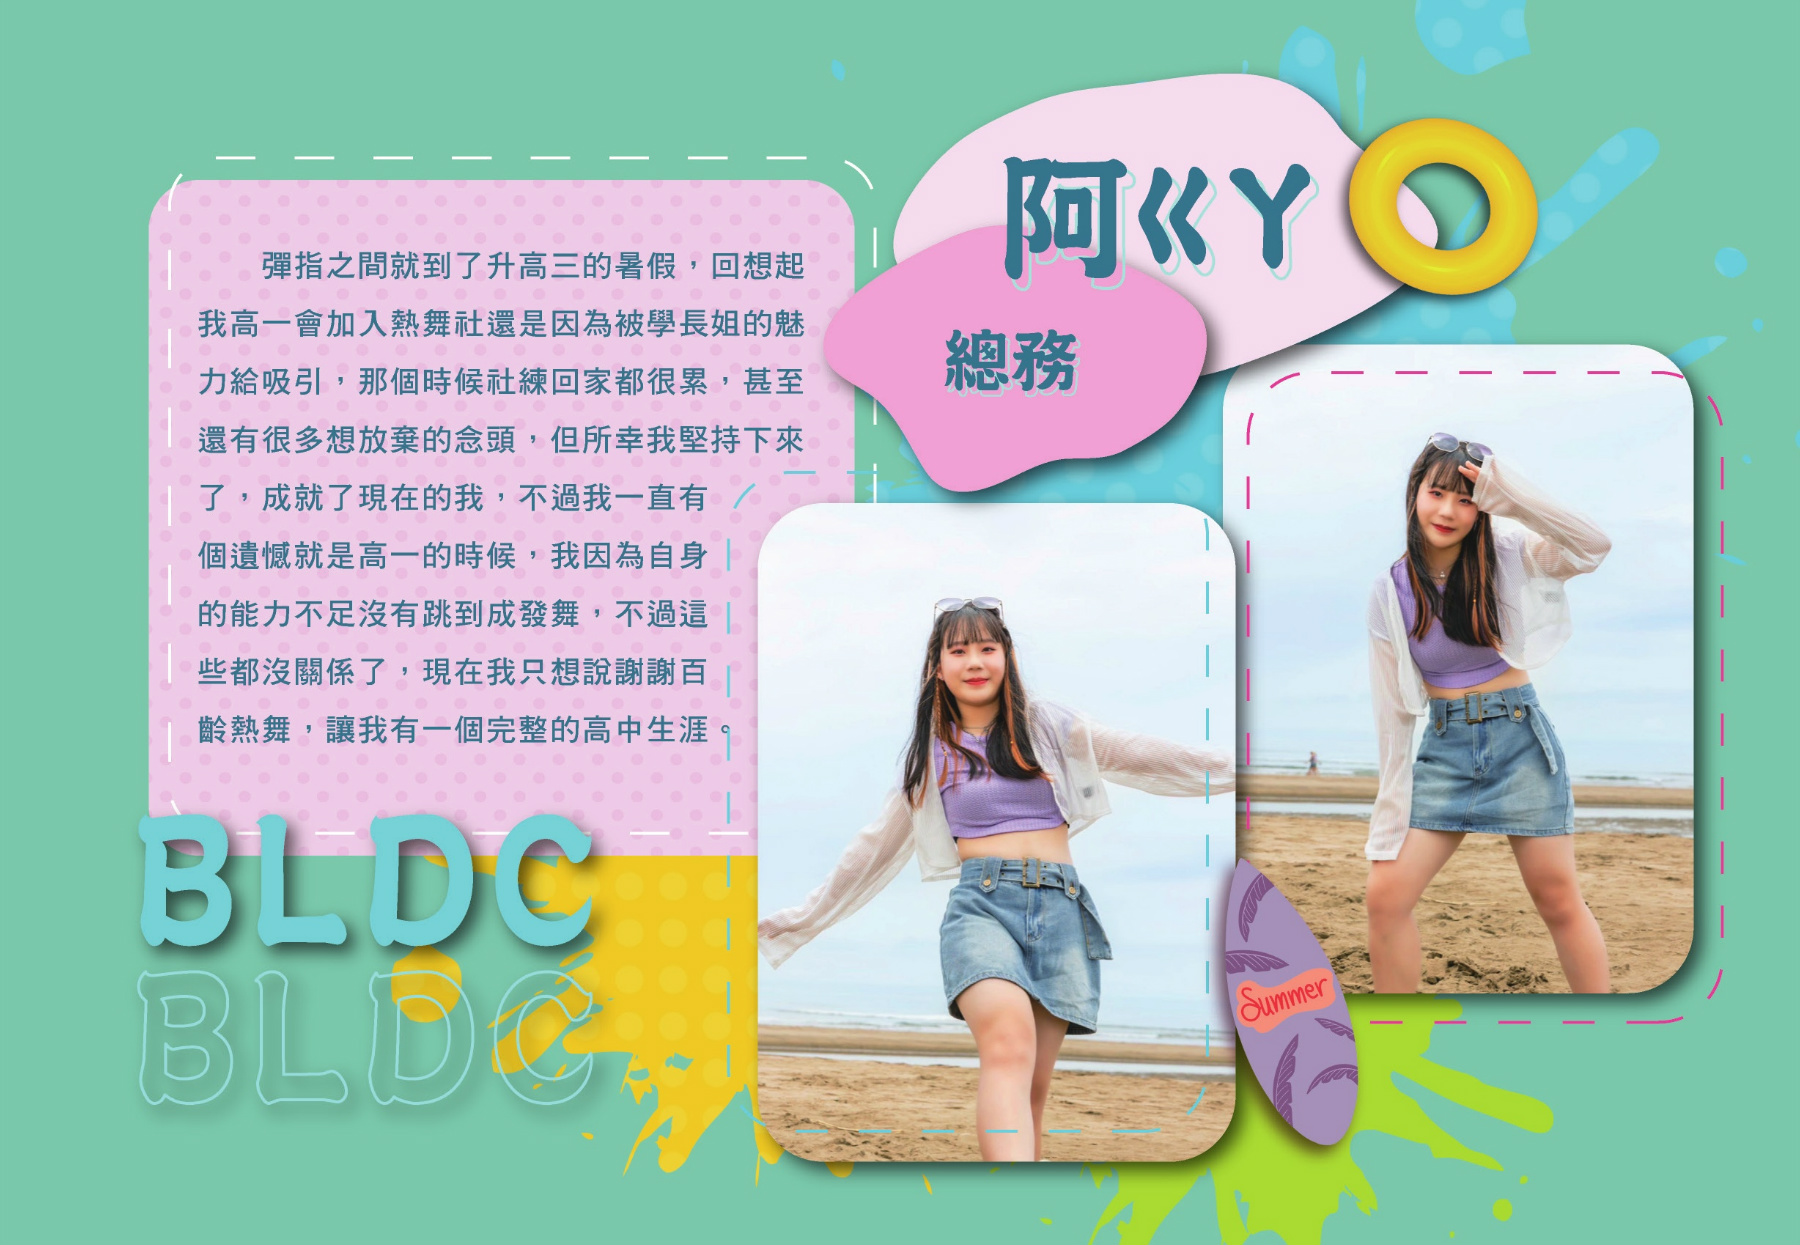 阿ㄍㄚ
總務
彈指之間就到了升高三的暑假，回想起
我高一會加入熱舞社還是因為被學長姐的魅
力給吸引，那個時候社練回家都很累，甚至
還有很多想放棄的念頭，但所幸我堅持下來
了，成就了現在的我，不過我一直有
個遺憾就是高一的時候，我因為自身
的能力不足沒有跳到成發舞，不過這
些都沒關係了，現在我只想說謝謝百
齡熱舞，讓我有一個完整的高中生涯。
BLDC
BLDC
Summer